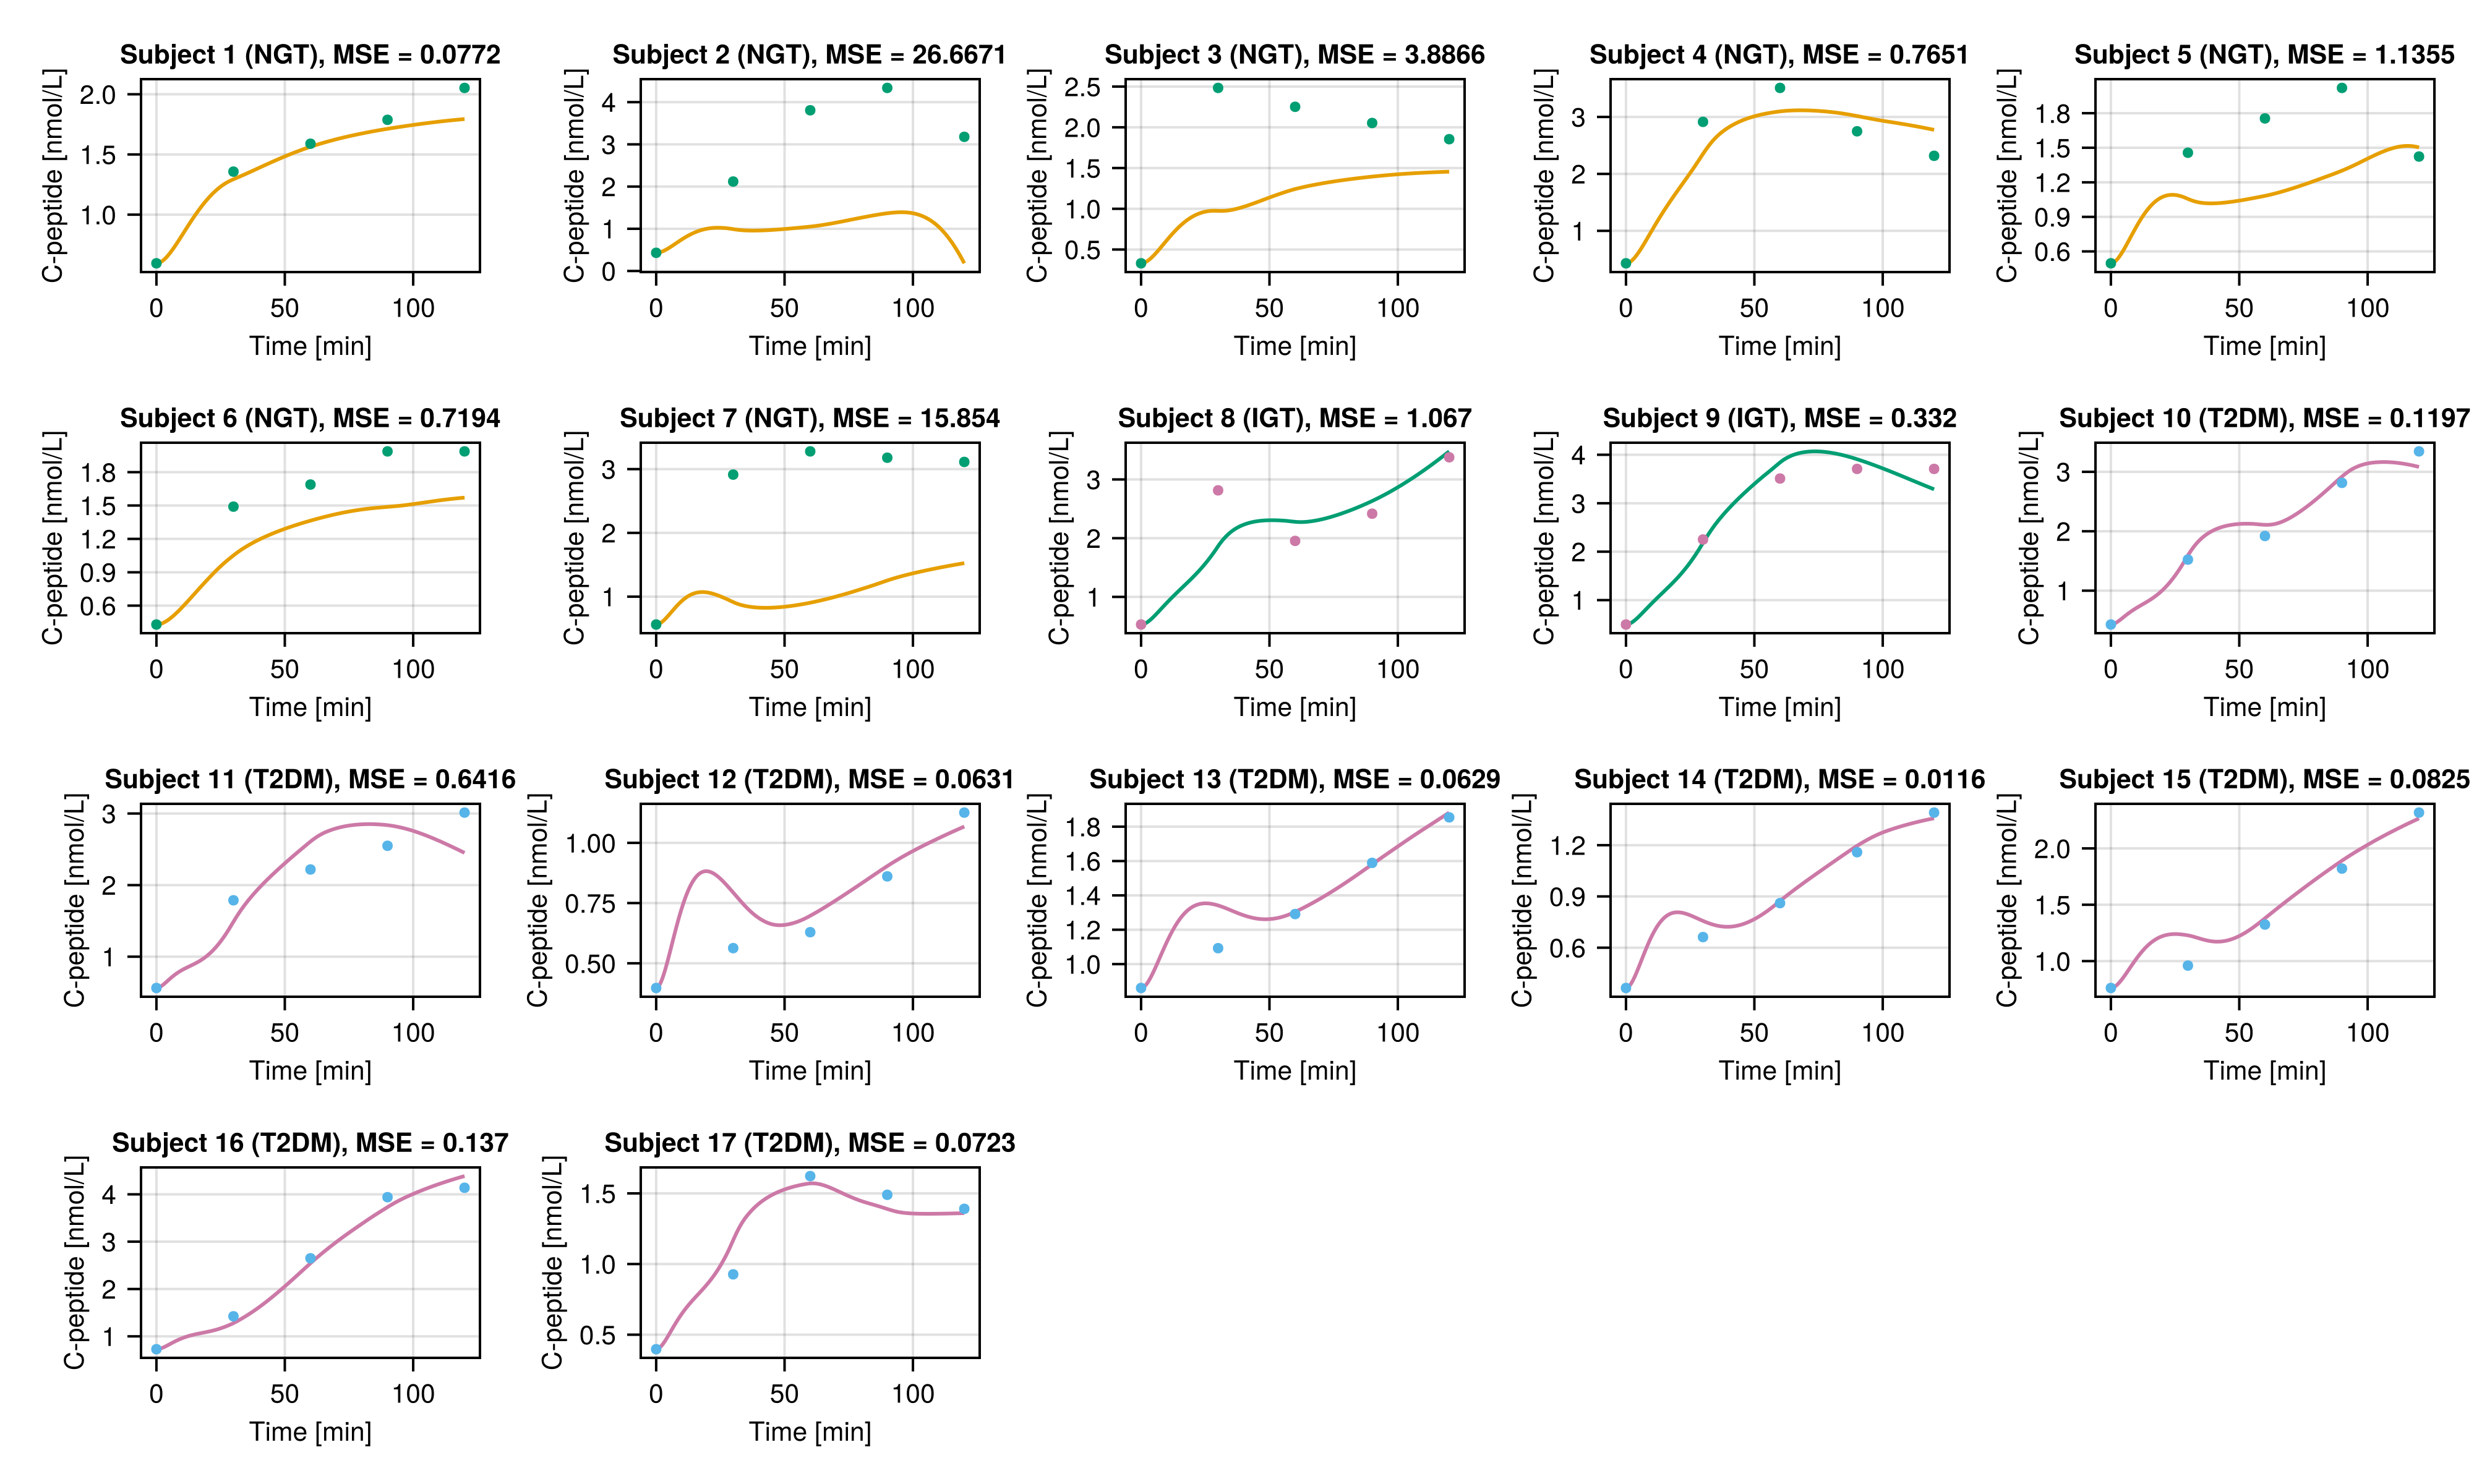 Subject 1 (NGT), MSE = 0.0772
C-peptide [nmol/L]
2.0
1.5
1.0
0 50 100
Time [min]
Subject 2 (NGT), MSE = 26.6671
C-peptide [nmol/L]
4
3
2
1
0
0 50 100
Time [min]
Subject 3 (NGT), MSE = 3.8866
C-peptide [nmol/L]
2.5
2.0
1.5
1.0
0.5
0 50 100
Time [min]
Subject 4 (NGT), MSE = 0.7651
C-peptide [nmol/L]
3
2
1
0 50 100
Time [min]
Subject 5 (NGT), MSE = 1.1355
C-peptide [nmol/L]
1.8
1.5
1.2
0.9
0.6
0 50 100
Time [min]
Subject 6 (NGT), MSE = 0.7194
C-peptide [nmol/L]
1.8
1.5
1.2
0.9
0.6
0 50 100
Time [min]
Subject 7 (NGT), MSE = 15.854
C-peptide [nmol/L]
3
2
1
0 50 100
Time [min]
Subject 8 (IGT), MSE = 1.067
C-peptide [nmol/L]
3
2
1
0 50 100
Time [min]
Subject 9 (IGT), MSE = 0.332
C-peptide [nmol/L]
4
3
2
1
0 50 100
Time [min]
Subject 10 (T2DM), MSE = 0.1197
C-peptide [nmol/L]
3
2
1
0 50 100
Time [min]
Subject 11 (T2DM), MSE = 0.6416
C-peptide [nmol/L]
3
2
1
0 50 100
Time [min]
Subject 12 (T2DM), MSE = 0.0631
C-peptide [nmol/L]
1.00
0.75
0.50
0 50 100
Time [min]
Subject 13 (T2DM), MSE = 0.0629
C-peptide [nmol/L]
1.8
1.6
1.4
1.2
1.0
0 50 100
Time [min]
Subject 14 (T2DM), MSE = 0.0116
C-peptide [nmol/L]
1.2
0.9
0.6
0 50 100
Time [min]
Subject 15 (T2DM), MSE = 0.0825
C-peptide [nmol/L]
2.0
1.5
1.0
0 50 100
Time [min]
Subject 16 (T2DM), MSE = 0.137
C-peptide [nmol/L]
4
3
2
1
0 50 100
Time [min]
Subject 17 (T2DM), MSE = 0.0723
C-peptide [nmol/L]
1.5
1.0
0.5
0 50 100
Time [min]